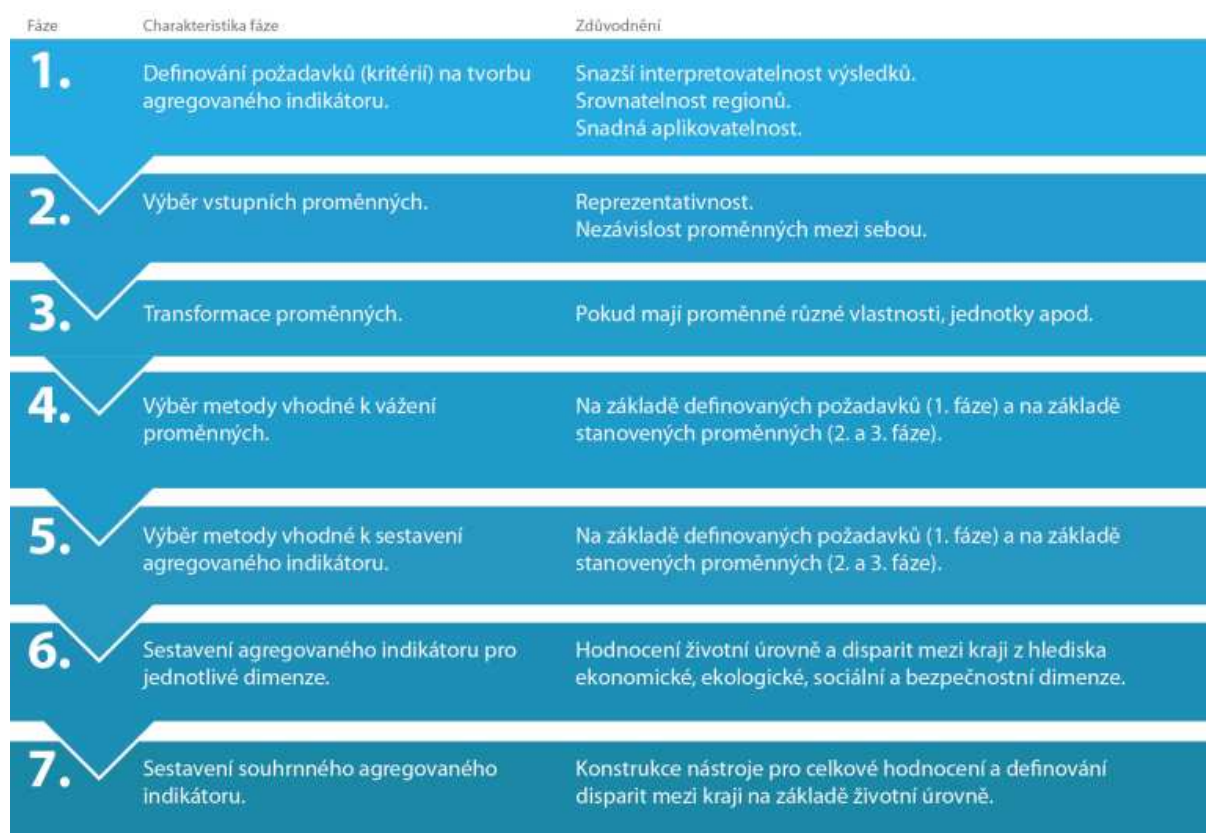 Fáze Charakteristika fáze Zdůvodnění
1. Definování požadavků (kritérií) na tvorbu
agregovaného indikátoru.
Snazší interpretovatelnost výsledků.
Srovnatelnost regionů.
Snadná aplikovatelnost.
2. Výběr vstupních proměnných.
Reprezentativnost.
Nezávislost proměnných mezi sebou.
3. Transformace proměnných.
Pokud mají proměnné různé vlastnosti, jednotky apod.
4. Výběr metody vhodné k vážení
proměnných.
Na základě definovaných požadavků (1. fáze) a na základě
stanovených proměnných (2. a 3. fáze).
5. Výběr metody vhodné k sestavení
agregovaného indikátoru.
Na základě definovaných požadavků (1. fáze) a na základě
stanovených proměnných (2. a 3. fáze).
6. Sestavení agregovaného indikátoru pro
jednotlivé dimenze.
Hodnocení životní úrovně a disparit mezi kraji z hlediska
ekonomické, ekologické, sociální a bezpečnostní dimenze.
7. Sestavení souhrnného agregovaného
indikátoru.
Konstrukce nástroje pro celkové hodnocení a definování
disparit mezi kraji na základě životní úrovně.